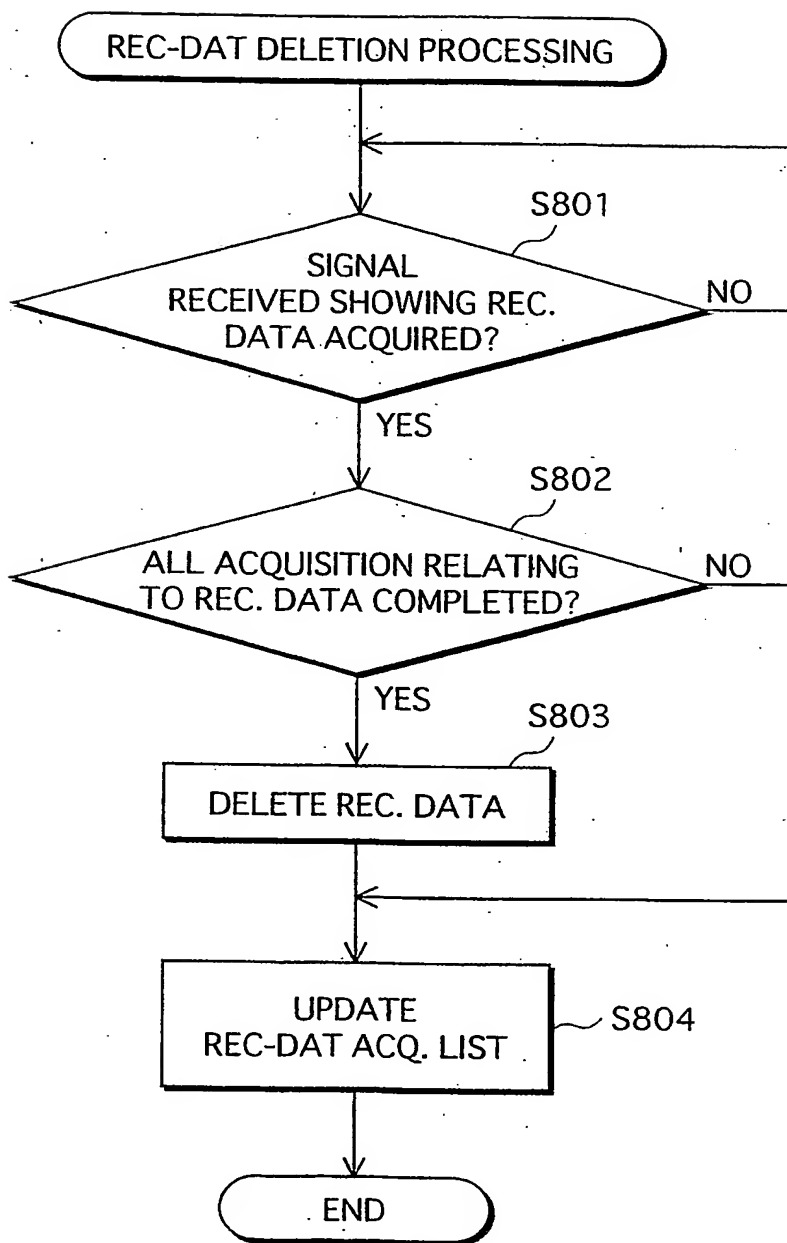 REC-DAT DELETION PROCESSING
S801
SIGNAL
RECEIVED SHOWING REC.
DATA ACQUIRED?
NO
YES
S802
ALL ACQUISITION RELATING
TO REC. DATA COMPLETED?
NO
YES
S803
DELETE REC. DATA
UPDATE
REC-DAT ACQ. LIST
S804
END